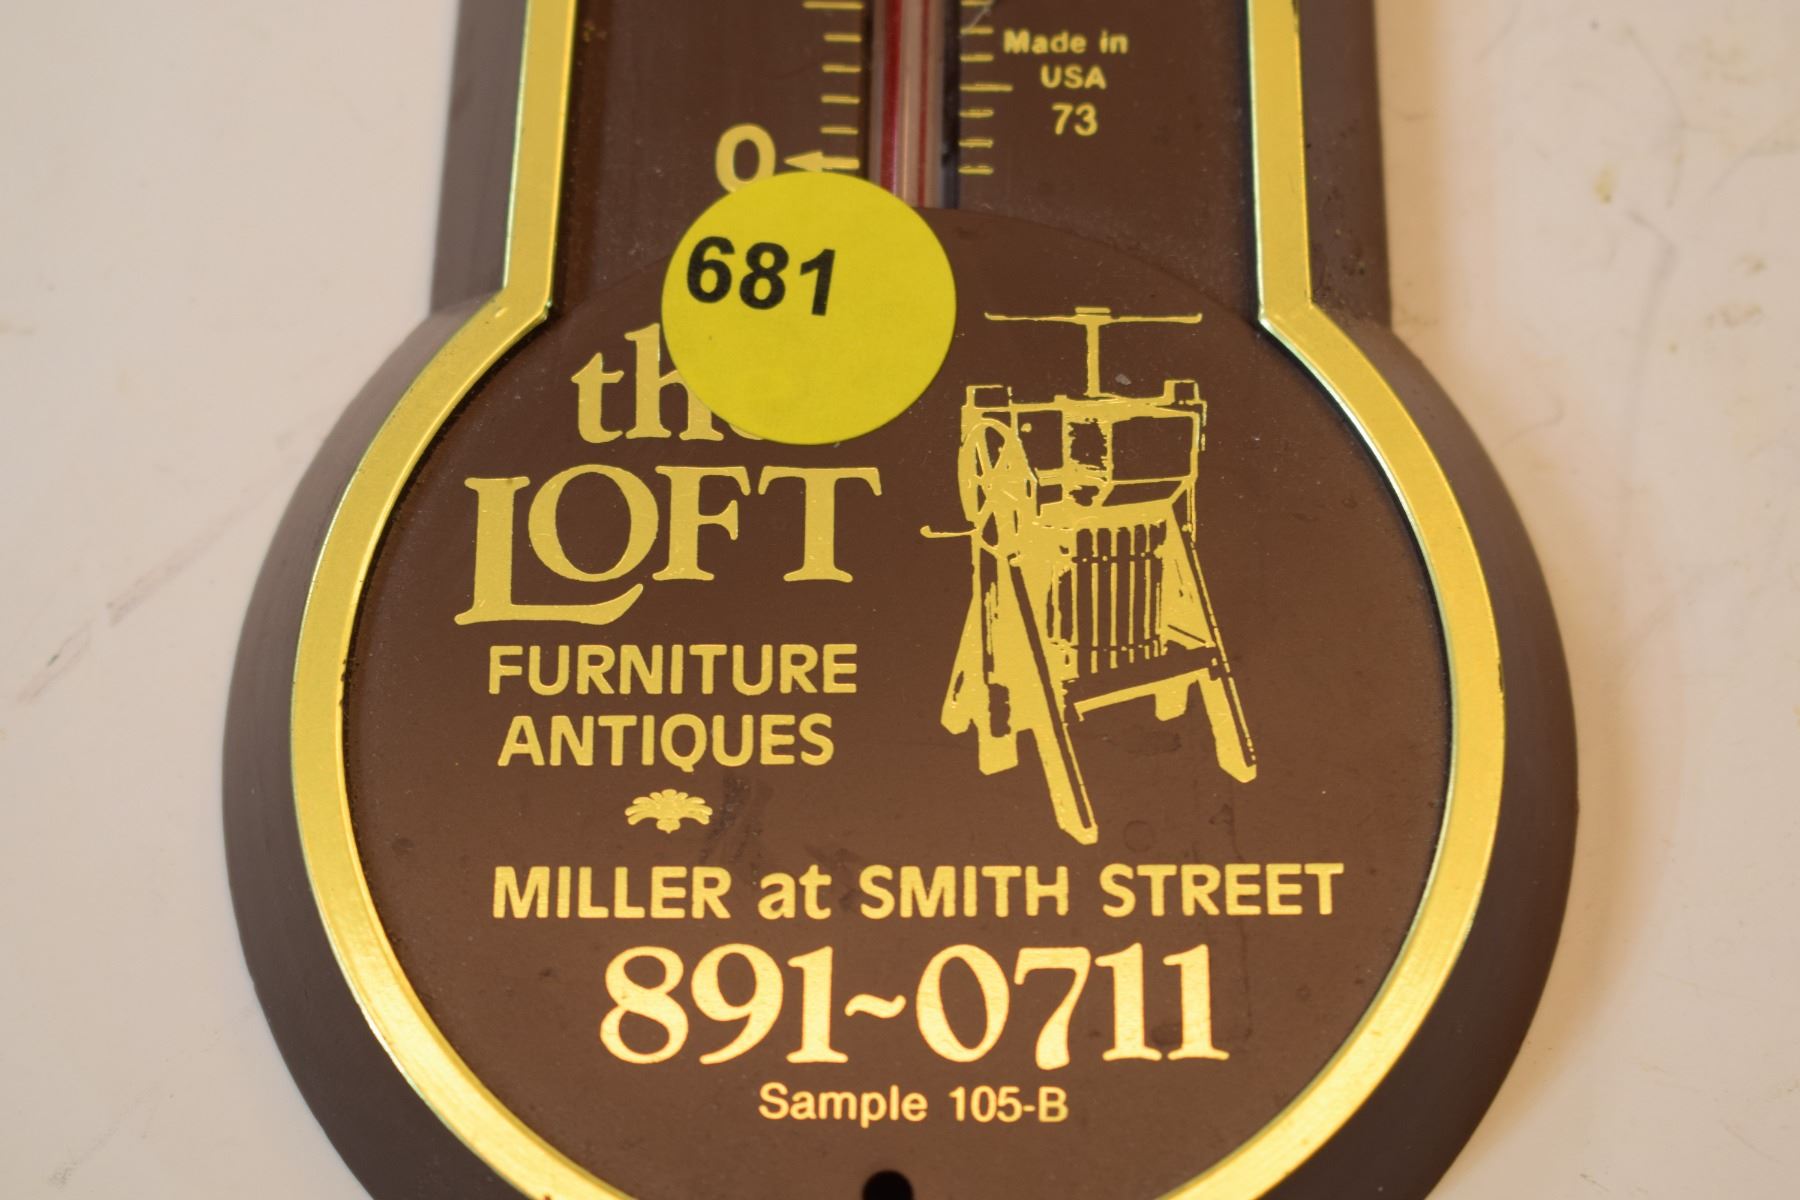 Made in
USA
73
0
681
the
LOFT
FURNITURE
ANTIQUES
MILLER at SMITH STREET
891~0711
Sample 105-B